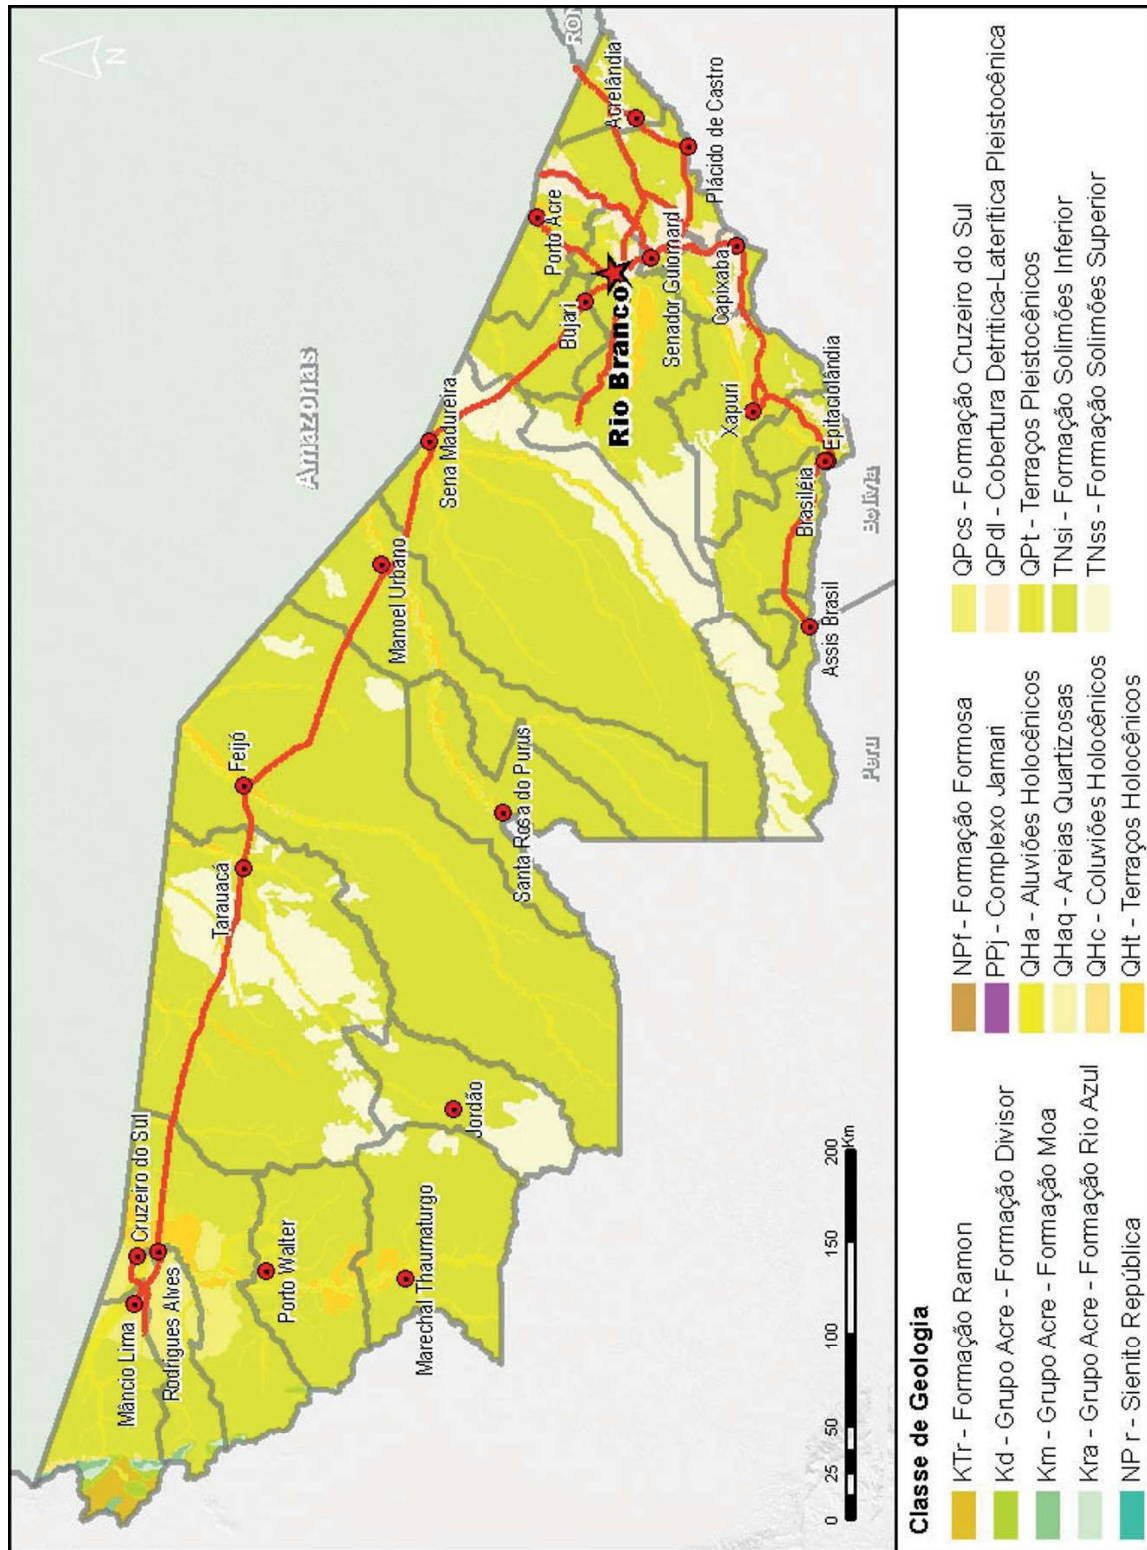 N
RON
Amazonas
Acrelândia
Plácido de Castro
Porto Acre
Senador Guiomard
Bujari
Rio Branco
Capixaba
Xapuri
Epitaciolândia
Brasiléia
Bolívia
Assis Brasil
Peru
Sena Madureira
Manoel Urbano
Santa Rosa do Purus
Feijó
Tarauacá
Jordão
Cruzeiro do Sul
Mâncio Lima
Rodrigues Alves
Porto Walter
Marechal Thaumaturgo
0 25 50 100 150 200
Km
Classe de Geologia
KTr - Formação Ramon
Kd - Grupo Acre - Formação Divisor
Km - Grupo Acre - Formação Moa
Kra - Grupo Acre - Formação Rio Azul
NP r - Sienito República
NPf - Formação Formosa
PPj - Complexo Jamari
QHa - Aluviões Holocênicos
QHaq - Areias Quartizosas
QHc - Coluviões Holocênicos
QHt - Terraços Holocênicos
QPcs - Formação Cruzeiro do Sul
QPdl - Cobertura Detrítica-Laterítica Pleistocênica
QPt - Terraços Pleistocênicos
TNsi - Formação Solimões Inferior
TNss - Formação Solimões Superior